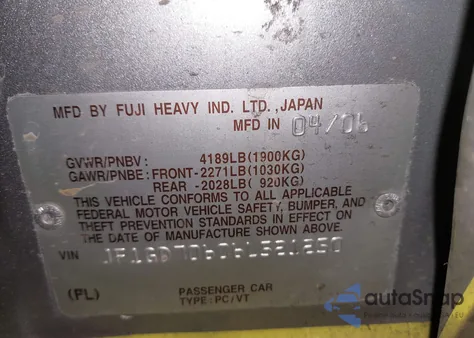 MFD BY FUJI HEAVY IND. LTD.,JAPAN
MFD IN 04/06
GVWR/PNBV: 4189LB(1900KG)
GAWR/PNBE: FRONT-2271LB(1030KG)
REAR -2028LB( 920KG)
THIS VEHICLE CONFORMS TO ALL APPLICABLE
FEDERAL MOTOR VEHICLE SAFETY, BUMPER, AND
THEFT PREVENTION STANDARDS IN EFFECT ON
THE DATE OF MANUFACTURE SHOWN ABOVE.
VIN
(FL) PASSENGER CAR
TYPE: PC/VT
autoSnap